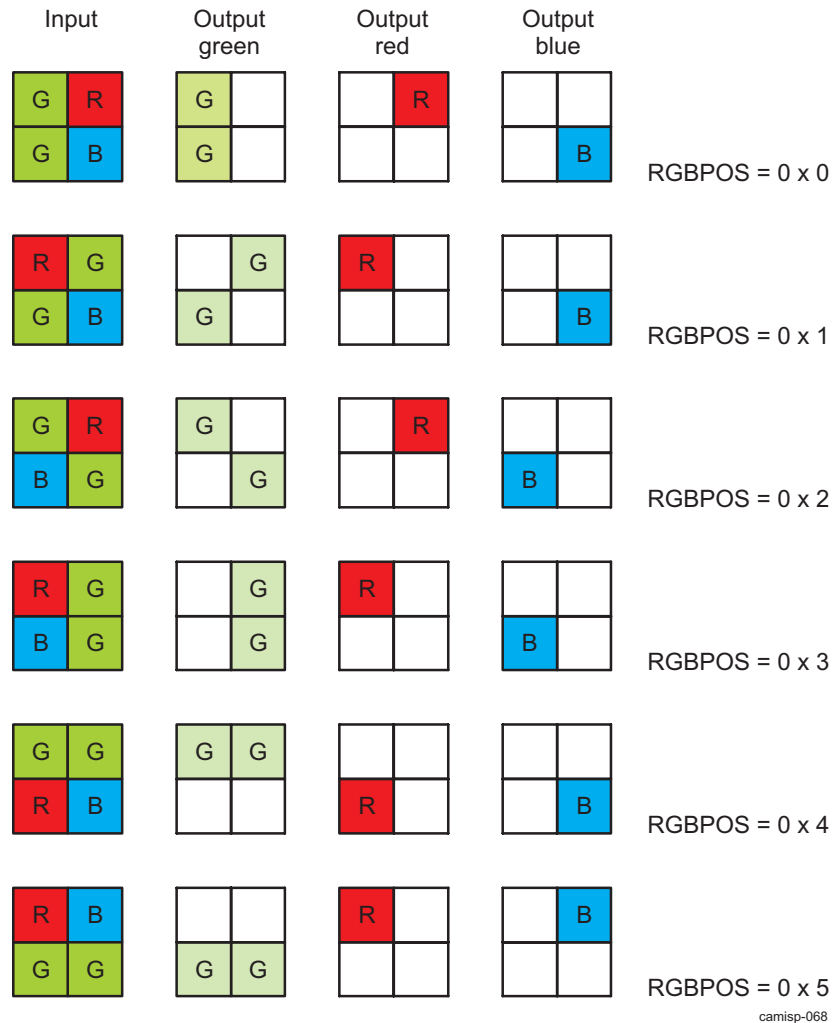 Input Output Output Output
green red blue
G R G R
G B G B RGBPOS = 0 x 0
R G G R
G B G B RGBPOS = 0 x 1
G R G R
B G G B RGBPOS = 0 x 2
R G G R
B G G B RGBPOS = 0 x 3
G G G G
R B R B RGBPOS = 0 x 4
R B R B
G G G G RGBPOS = 0 x 5
camisp-068